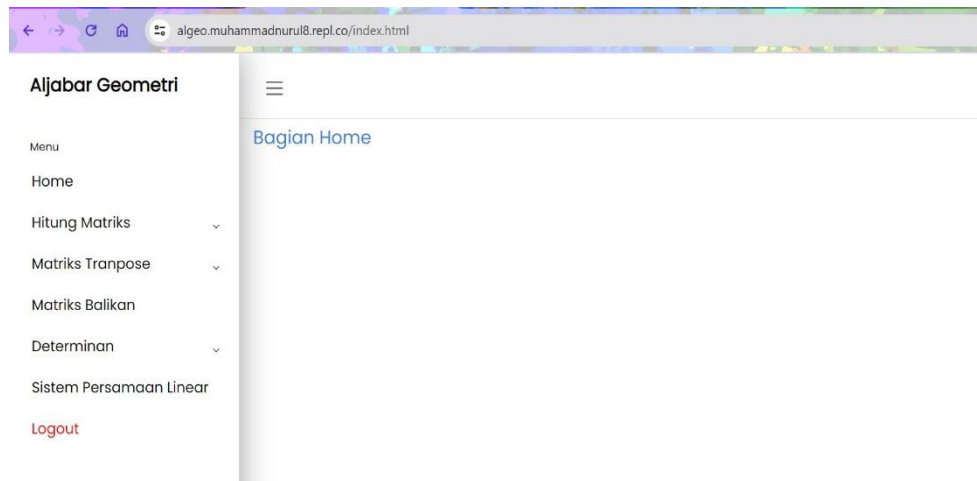 algeo.muhammadnurul8.repl.co/index.html
Aljabar Geometri
Bagian Home
Menu
Home
Hitung Matriks
Matriks Tranpose
Matriks Balikan
Determinan
Sistem Persamaan Linear
Logout